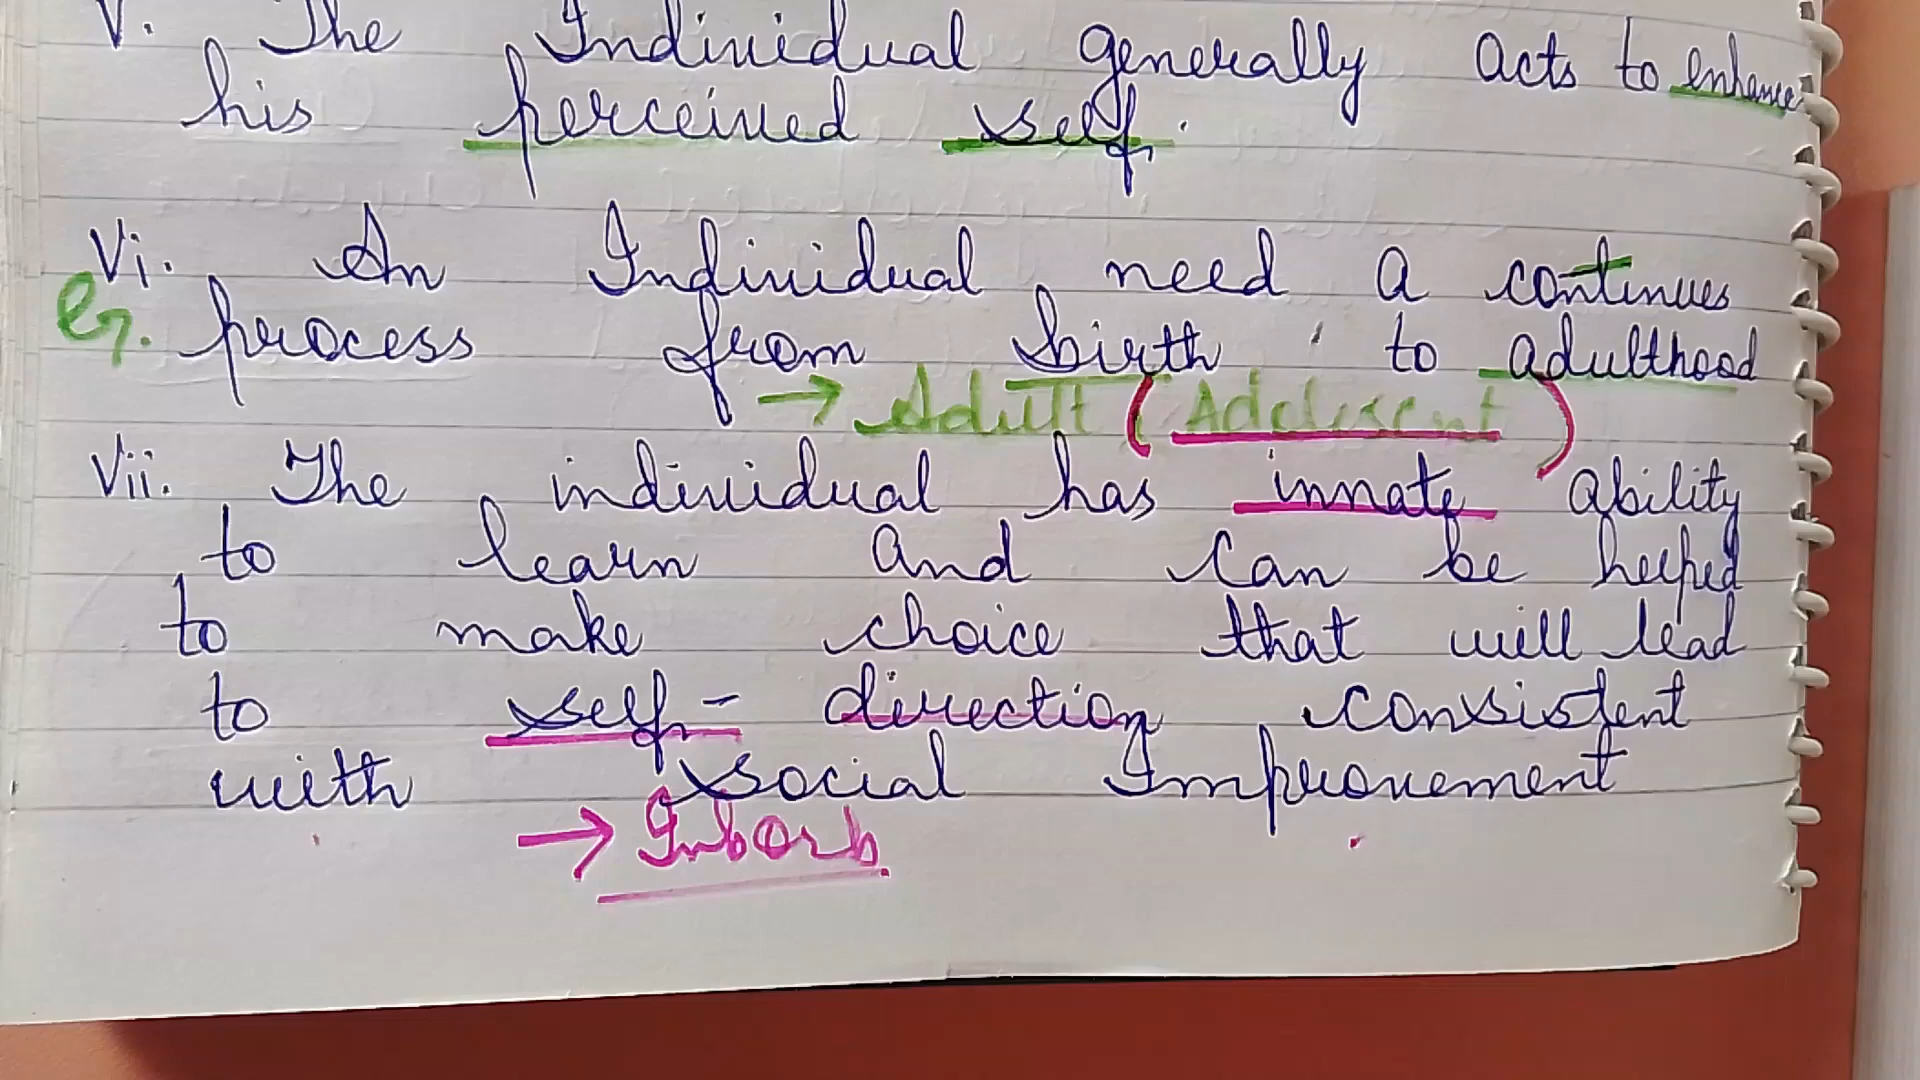 V. The Individual generally acts to enhance
his perceived self.
Vi. An Individual need a continues
eg. process from birth to adulthood
→ Adult (Adolescent)
Vii. The individual has innate ability
to learn and can be helped
to make choice that will lead
to self-direction consistent
with social Improvement
→ Inborn.